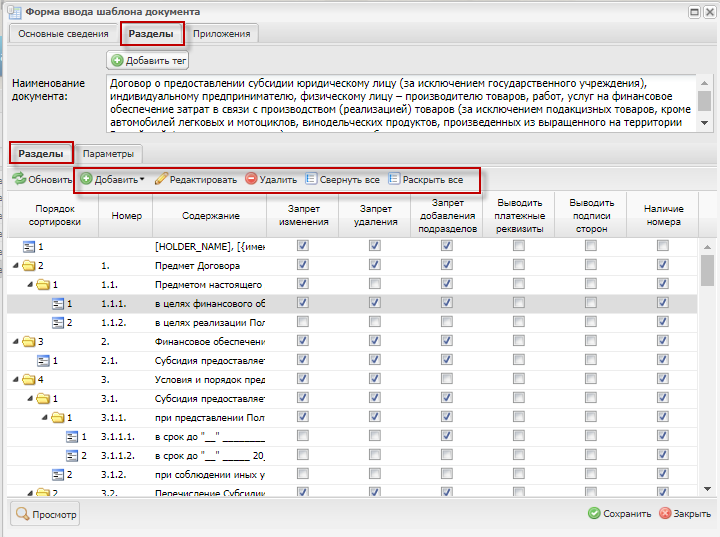 Форма ввода шаблона документа
Основные сведения Разделы Приложения
Добавить тег
Наименование документа:
Договор о предоставлении субсидии юридическому лицу (за исключением государственного учреждения),
индивидуальному предпринимателю, физическому лицу – производителю товаров, работ, услуг на финансовое
обеспечение затрат в связи с производством (реализацией) товаров (за исключением подакцизных товаров, кроме
автомобилей легковых и мотоциклов, винодельческих продуктов, произведенных из выращенного на территории
Разделы Параметры
Обновить Добавить Редактировать Удалить Свернуть все Раскрыть все
Порядок сортировки Номер Содержание Запрет изменения Запрет удаления Запрет добавления подразделов Выводить платежные реквизиты Выводить подписи сторон Наличие номера
1 [HOLDER_NAME], [{имен
2 1. Предмет Договора
1 1.1. Предметом настоящего
1 1.1.1. в целях финансового об
2 1.1.2. в целях реализации Пол
3 2. Финансовое обеспечени
1 2.1. Субсидия предоставляет
4 3. Условия и порядок пред
1 3.1. Субсидия предоставляет
1 3.1.1. при представлении Пол
1 3.1.1.1. в срок до "__" ________
2 3.1.1.2. в срок до "__" _____ 20_
2 3.1.2. при соблюдении иных у
2 3.2. Перечисление Субсидии
Просмотр Сохранить Закрыть